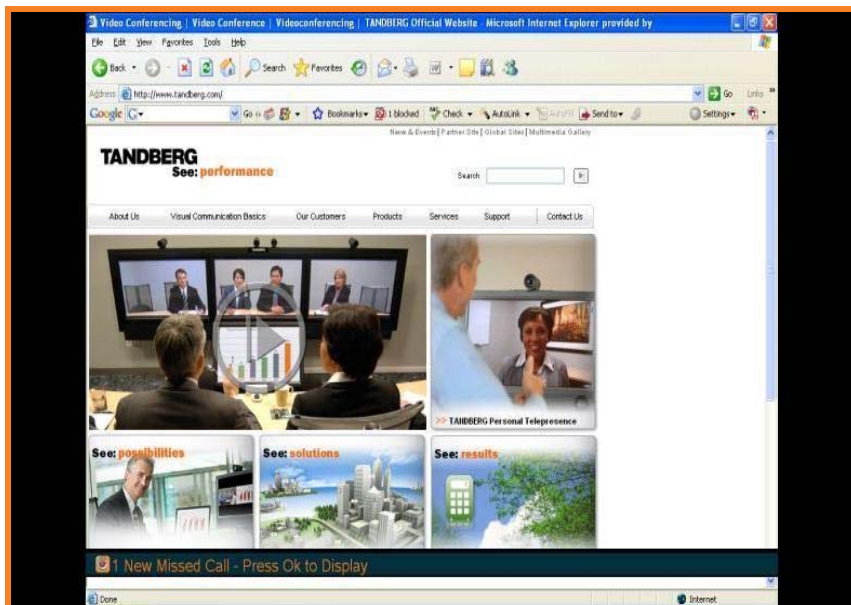 Video Conferencing | Video Conference | Videoconferencing | TANDBERG Official Website - Microsoft Internet Explorer provided by
File Edit View Favorites Tools Help
Back Search Favorites
Address http://www.tandberg.com/ Go Links »
Google Go Bookmarks 1 blocked Check AutoLink AutoFill Send to Settings
News & Events | Partner Site | Global Sites | Multimedia Gallery
TANDBERG
See: performance
Search
About Us Visual Communication Basics Our Customers Products Services Support Contact Us
>> TANDBERG Personal Telepresence
See: possibilities See: solutions See: results
1 New Missed Call - Press Ok to Display
Done Internet